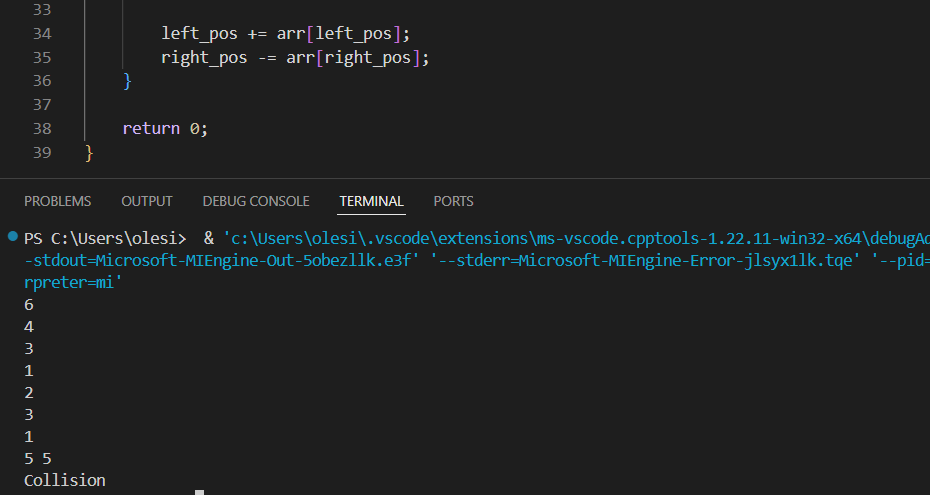 33
34 left_pos += arr[left_pos];
35 right_pos -= arr[right_pos];
36 }
37
38 return 0;
39 }
PROBLEMS OUTPUT DEBUG CONSOLE TERMINAL PORTS
PS C:\Users\olesi> & 'c:\Users\olesi\.vscode\extensions\ms-vscode.cpptools-1.22.11-win32-x64\debugAd
-stdout=Microsoft-MIEngine-Out-5obezllk.e3f' '--stderr=Microsoft-MIEngine-Error-jlsyx1lk.tqe' '--pid=
rpreter=mi'
6
4
3
1
2
3
1
5 5
Collision